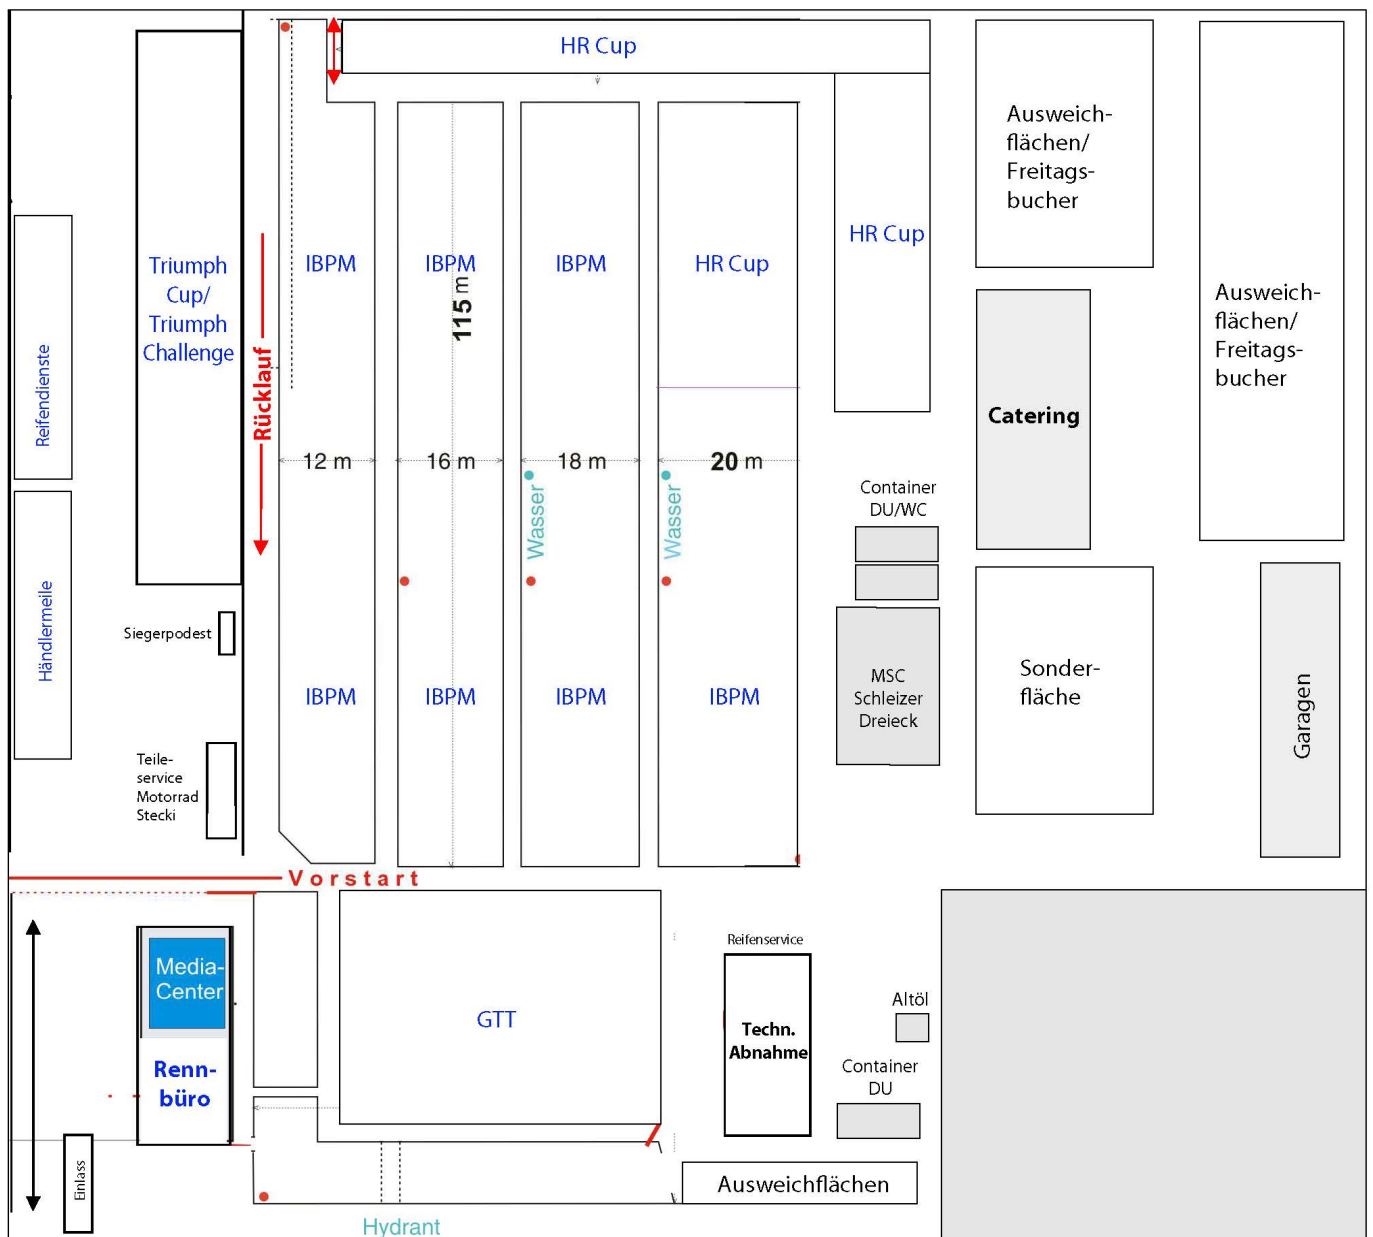 HR Cup
Ausweich-
flächen/
Freitags-
bucher
HR Cup
Triumph
Cup/
Triumph
Challenge
IBPM
IBPM
IBPM
HR Cup
115 m
Ausweich-
flächen/
Freitags-
bucher
Reifendienste
Rücklauf
Catering
12 m
16 m
18 m
20 m
Wasser
Wasser
Container
DU/WC
Händlermeile
Siegerpodest
IBPM
IBPM
IBPM
IBPM
MSC
Schleizer
Dreieck
Sonder-
fläche
Garagen
Teile-
service
Motorrad
Stecki
Vorstart
Media-
Center
Renn-
büro
GTT
Reifenservice
Techn.
Abnahme
Altöl
Container
DU
Einlass
Ausweichflächen
Hydrant